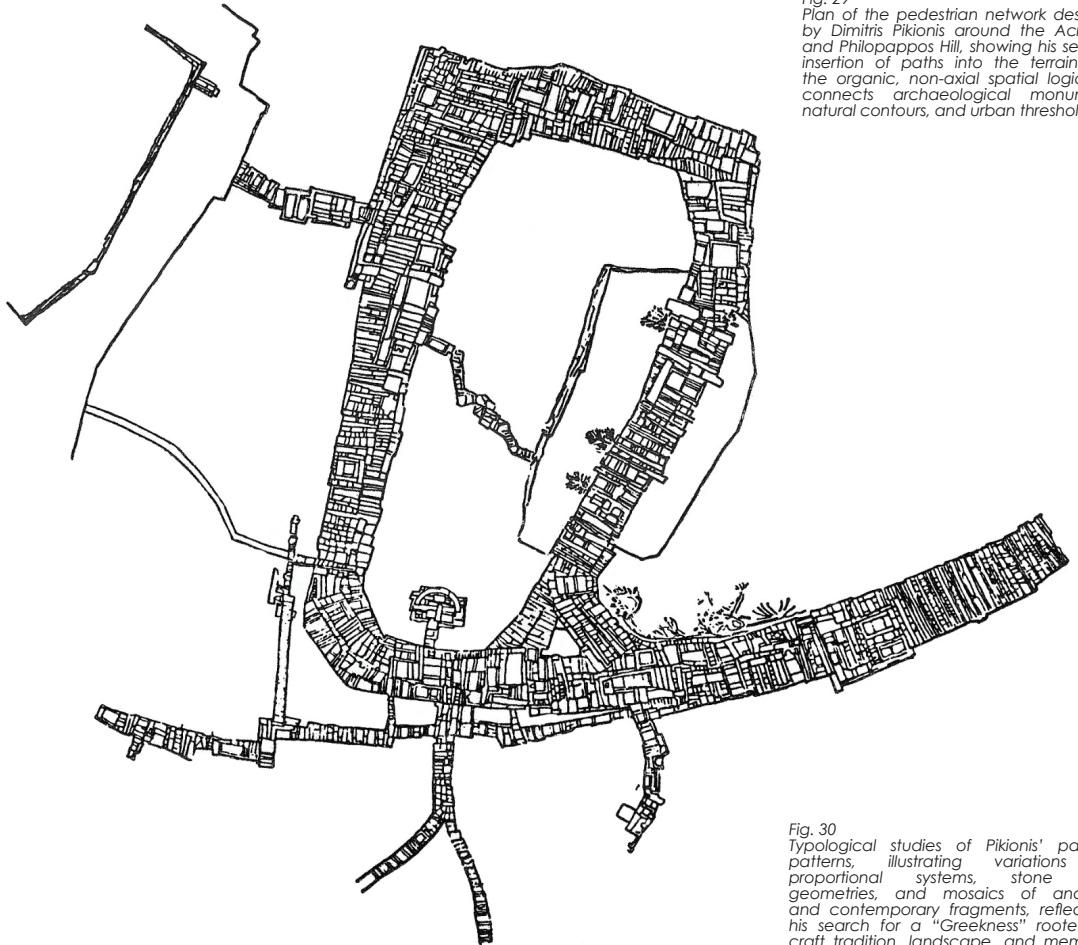 Fig. 29
Plan of the pedestrian network des
by Dimitris Pikionis around the Ac
and Philopappos Hill, showing his se
insertion of paths into the terrain
the organic, non-axial spatial logic
connects archaeological monu
natural contours, and urban threshol
Fig. 30
Typological studies of Pikionis' pa
patterns, illustrating variations
proportional systems, stone
geometries, and mosaics of anc
and contemporary fragments, reflec
his search for a "Greekness" roote
craft tradition, landscape, and mem